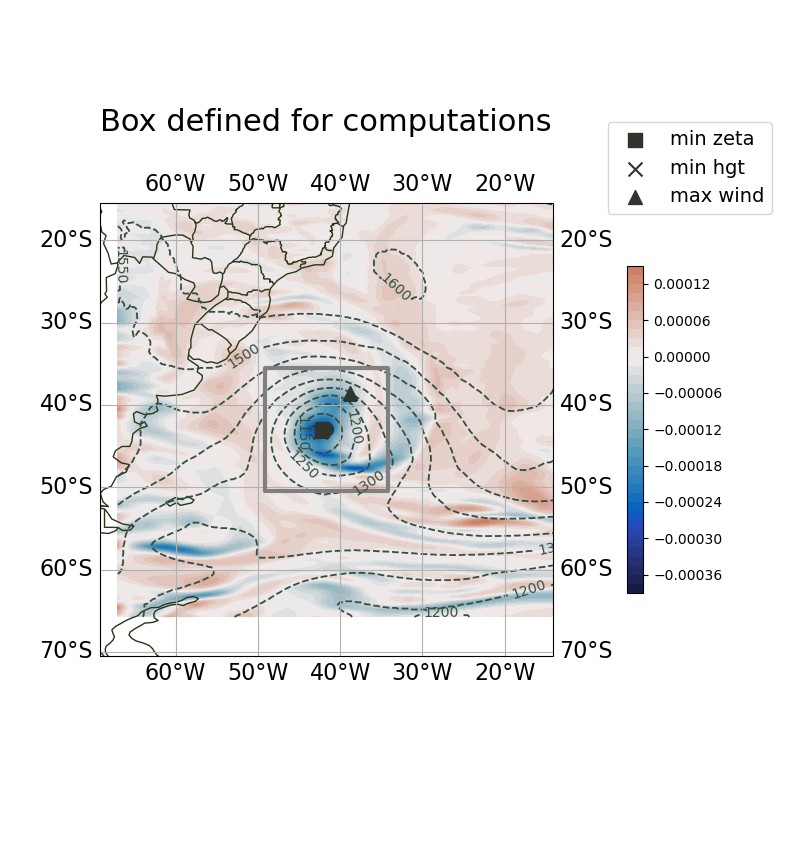 Box defined for computations
min zeta
min hgt
max wind
60°W 50°W 40°W 30°W 20°W
20°S 20°S
30°S 30°S
40°S 40°S
50°S 50°S
60°S 60°S
70°S 70°S
60°W 50°W 40°W 30°W 20°W
1550
1600
1500
1200
1150
1250
1300
13
1200
1200
0.00012
0.00006
0.00000
−0.00006
−0.00012
−0.00018
−0.00024
−0.00030
−0.00036